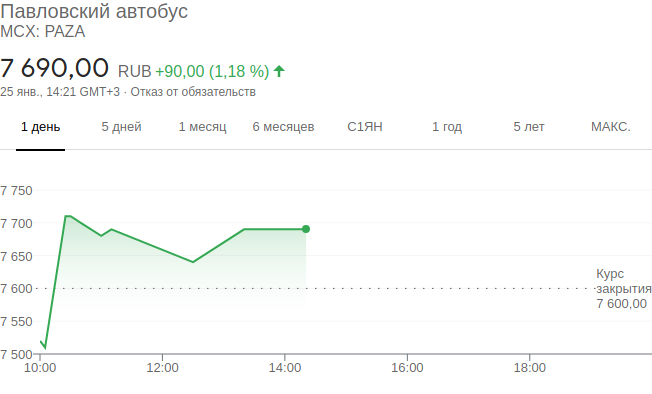 Павловский автобус
MCX: PAZA
7 690,00 RUB +90,00 (1,18 %)
25 янв., 14:21 GMT+3 · Отказ от обязательств
1 день 5 дней 1 месяц 6 месяцев С1ЯН 1 год 5 лет МАКС.
7 750
7 700
7 650
Курс
закрытия
7 600,00
7 600
7 550
7 500
10:00 12:00 14:00 16:00 18:00